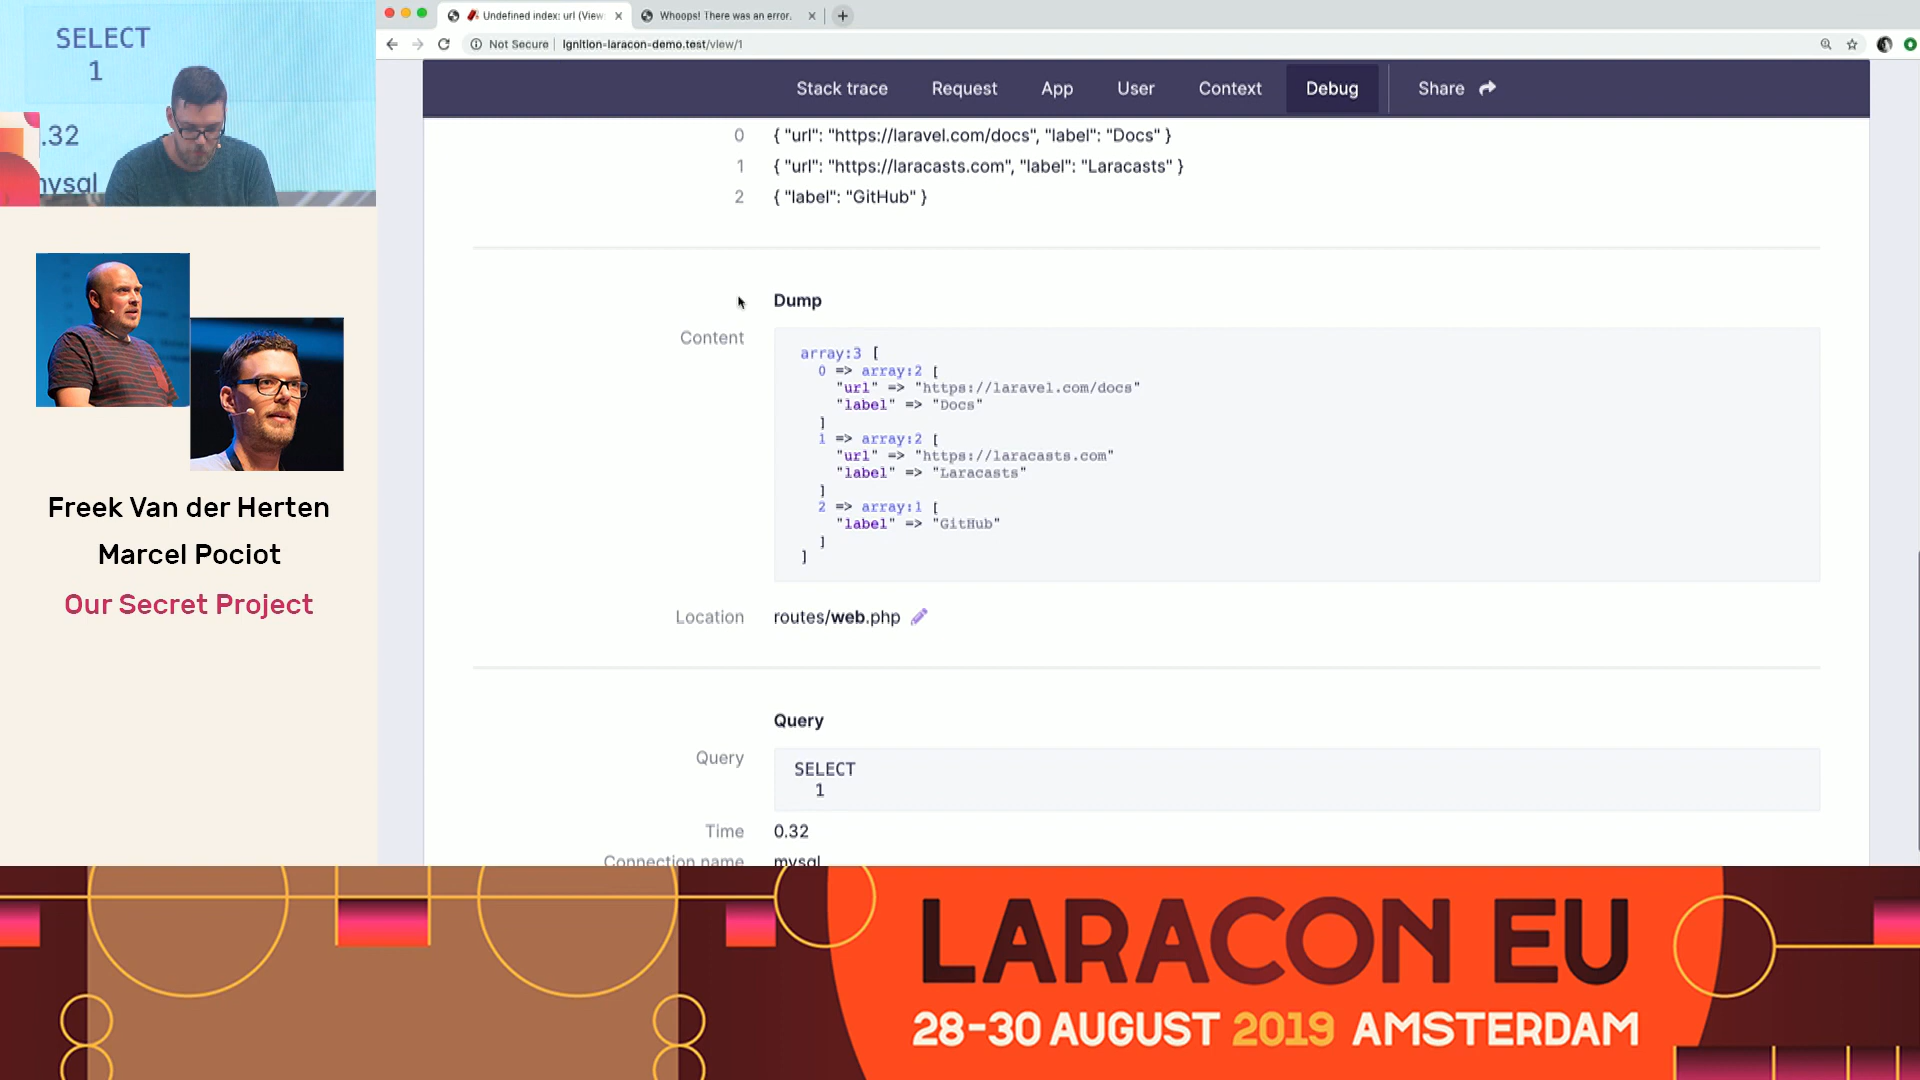 SELECT
1
.32
mysql
Freek Van der Herten
Marcel Pociot
Our Secret Project
Undefined index: url (View:
Whoops! There was an error.
Not Secure
ignition-laracon-demo.test/view/1
Stack trace
Request
App
User
Context
Debug
Share
0 { "url": "https://laravel.com/docs", "label": "Docs" }
1 { "url": "https://laracasts.com", "label": "Laracasts" }
2 { "label": "GitHub" }
Dump
Content
array:3 [
0 => array:2 [
"url" => "https://laravel.com/docs"
"label" => "Docs"
]
1 => array:2 [
"url" => "https://laracasts.com"
"label" => "Laracasts"
]
2 => array:1 [
"label" => "GitHub"
]
]
Location routes/web.php
Query
Query
SELECT
1
Time 0.32
Connection name mysql
LARACON EU
28-30 AUGUST 2019 AMSTERDAM